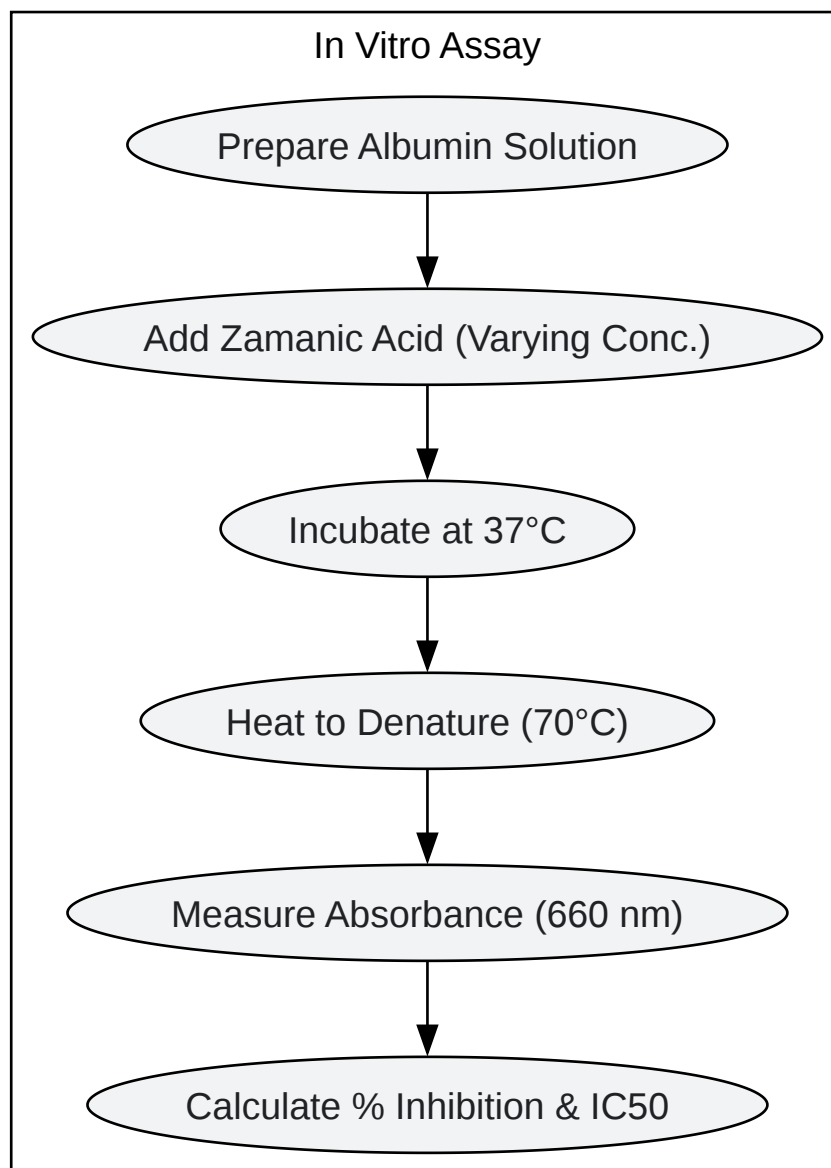 In Vitro Assay
Prepare Albumin Solution
Add Zamanic Acid (Varying Conc.)
Incubate at 37°C
Heat to Denature (70°C)
Measure Absorbance (660 nm)
Calculate % Inhibition & IC50